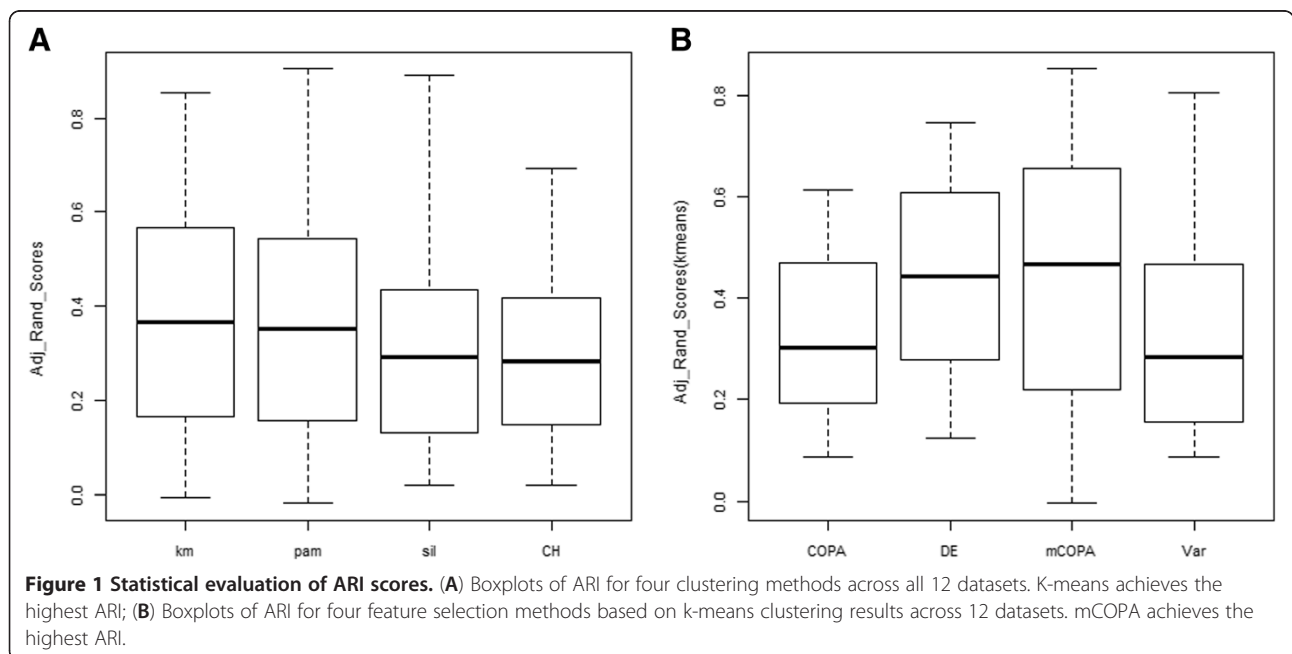 A
B
Adj_Rand_Scores
0.0
0.2
0.4
0.6
0.8
km
pam
sil
CH
Adj_Rand_Scores(kmeans)
0.0
0.2
0.4
0.6
0.8
COPA
DE
mCOPA
Var
Figure 1 Statistical evaluation of ARI scores. (A) Boxplots of ARI for four clustering methods across all 12 datasets. K-means achieves the
highest ARI; (B) Boxplots of ARI for four feature selection methods based on k-means clustering results across 12 datasets. mCOPA achieves the
highest ARI.